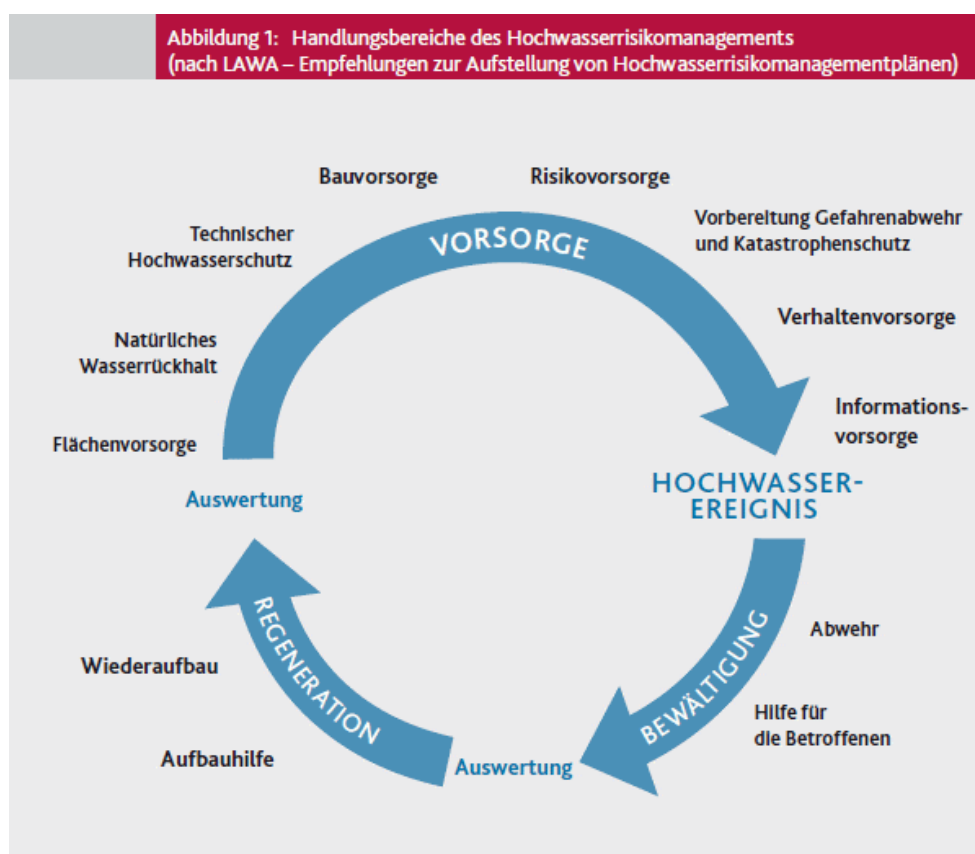 Abbildung 1: Handlungsbereiche des Hochwasserrisikomanagements
(nach LAWA – Empfehlungen zur Aufstellung von Hochwasserrisikomanagementplänen)
Bauvorsorge
Risikovorsorge
Technischer
Hochwasserschutz
VORSORGE
Vorbereitung Gefahrenabwehr
und Katastrophenschutz
Natürliches
Wasserrückhalt
Verhaltenvorsorge
Flächenvorsorge
Informations-
vorsorge
Auswertung
HOCHWASSER-
EREIGNIS
REGENERATION
BEWÄLTIGUNG
Abwehr
Wiederaufbau
Hilfe für
die Betroffenen
Aufbauhilfe
Auswertung